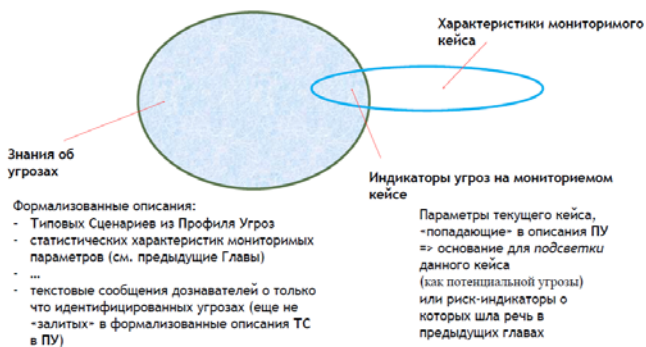 Характеристики мониторимого
кейса
Знания об
угрозах
Индикаторы угроз на мониториемом
кейсе
Формализованные описания:
- Типовых Сценариев из Профиля Угроз
- статистических характеристик мониторимых
параметров (см. предыдущие Главы)
- ...
- текстовые сообщения дознавателей о только
что идентифицированных угрозах (еще не
«залитых» в формализованные описания ТС
в ПУ)
Параметры текущего кейса,
«попадающие» в описания ПУ
=> основание для подсветки
данного кейса
(как потенциальной угрозы)
или риск-индикаторы о
которых шла речь в
предыдущих главах